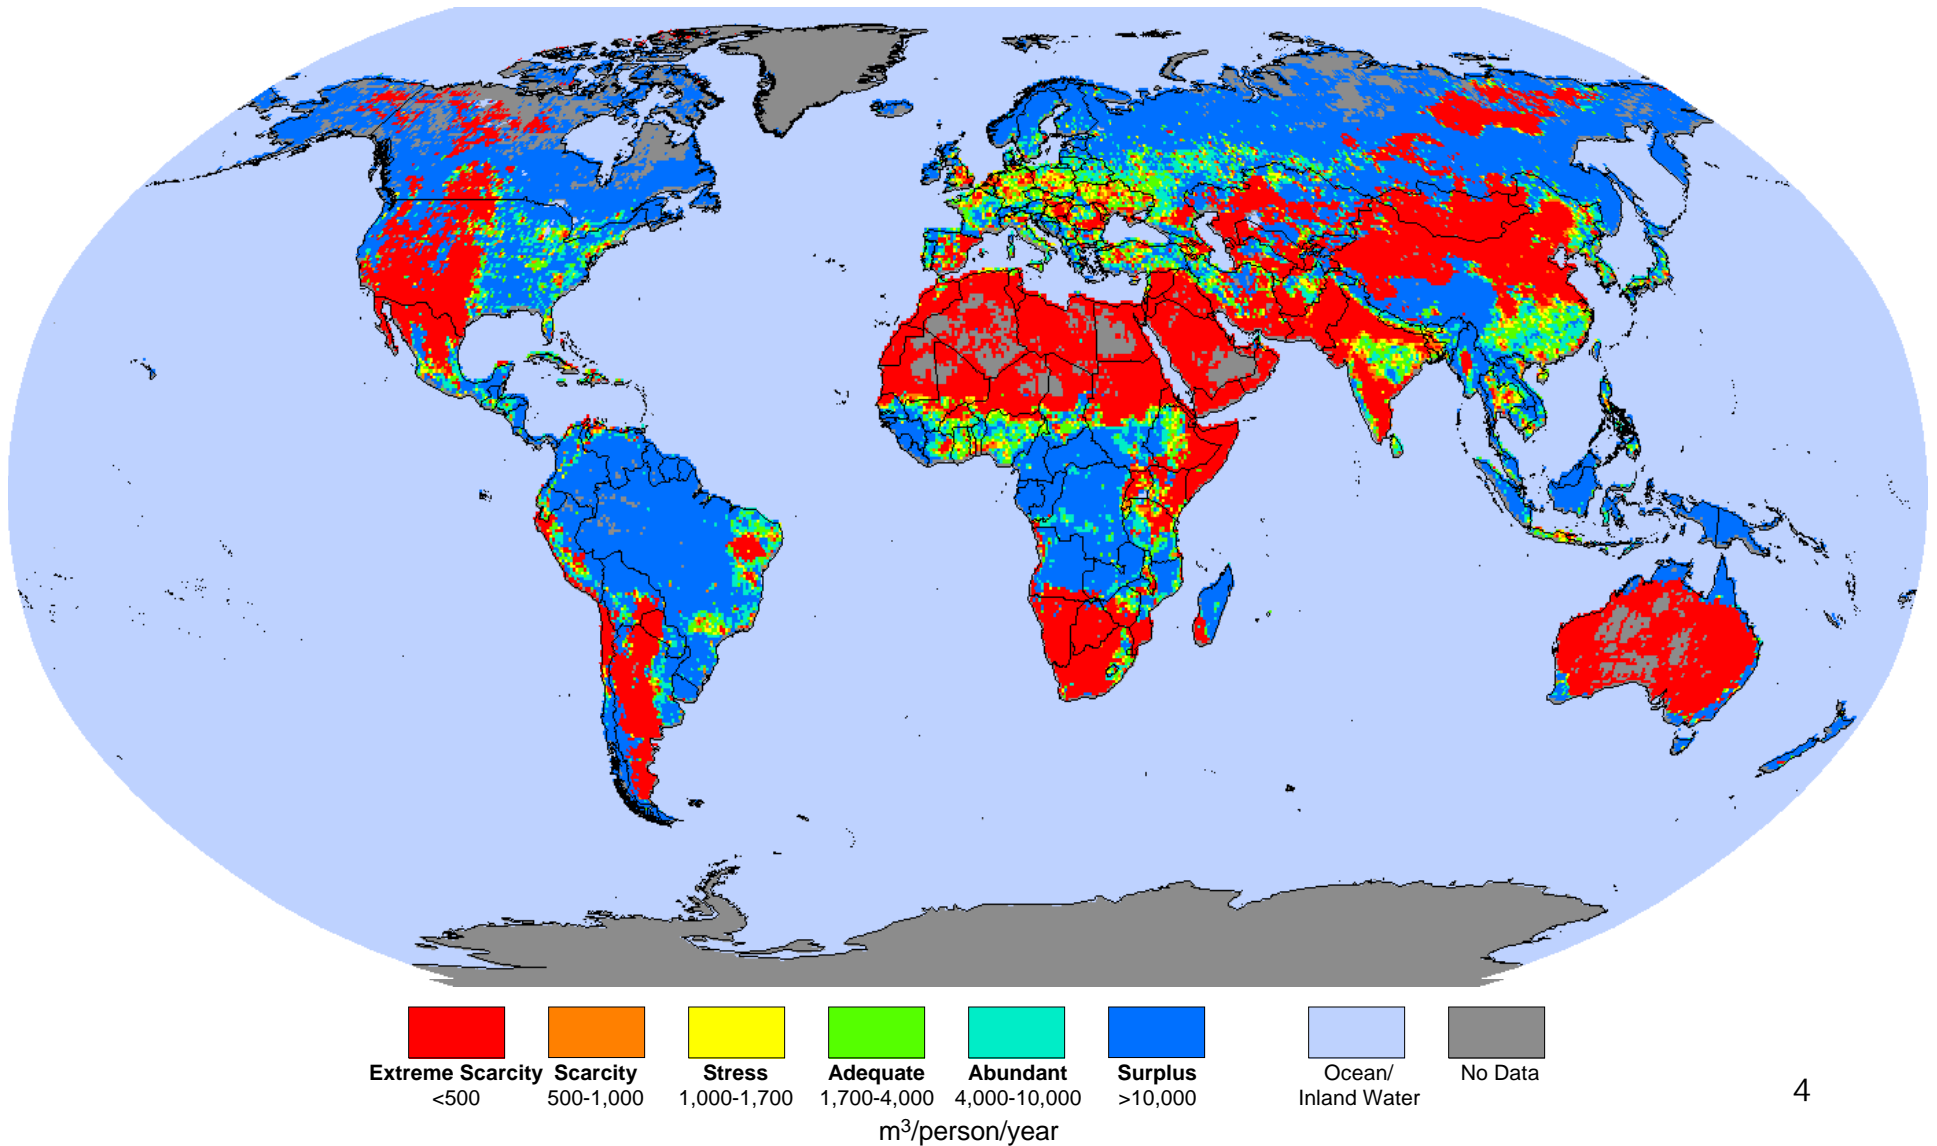 Extreme Scarcity Scarcity Stress Adequate Abundant Surplus Ocean/ No Data
<500 500-1,000 1,000-1,700 1,700-4,000 4,000-10,000 >10,000 Inland Water
m³/person/year
4